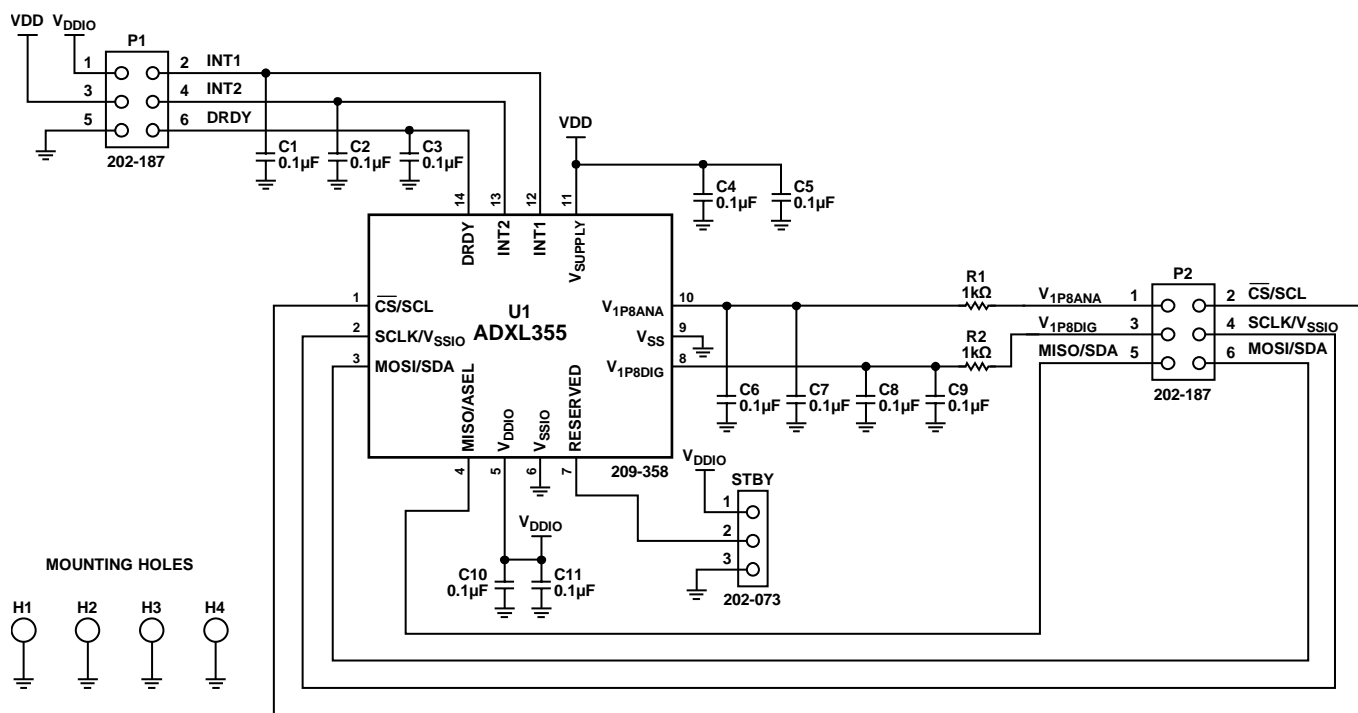 VDD
VDDIO
P1
1
2
INT1
3
4
INT2
5
6
DRDY
202-187
C1
0.1µF
C2
0.1µF
C3
0.1µF
VDD
C4
0.1µF
C5
0.1µF
14
13
12
11
DRDY
INT2
INT1
VSUPPLY
1
CS/SCL
2
SCLK/VSSIO
3
MOSI/SDA
U1
ADXL355
V1P8ANA
10
VSS
9
V1P8DIG
8
MISO/ASEL
VDDIO
VSSIO
RESERVED
4
5
6
7
209-358
C6
0.1µF
C7
0.1µF
C8
0.1µF
C9
0.1µF
R1
1kΩ
R2
1kΩ
P2
V1P8ANA
1
2
CS/SCL
V1P8DIG
3
4
SCLK/VSSIO
MISO/SDA
5
6
MOSI/SDA
202-187
VDDIO
STBY
1
2
3
202-073
VDDIO
C10
0.1µF
C11
0.1µF
MOUNTING HOLES
H1
H2
H3
H4